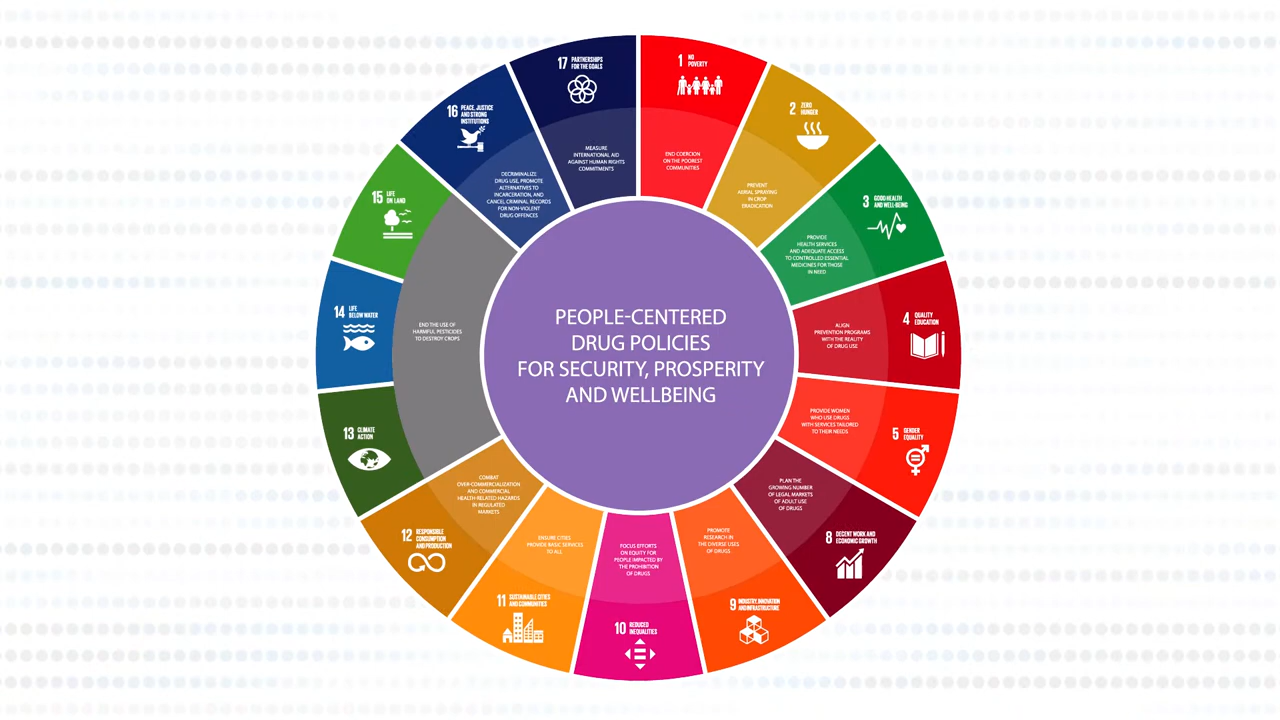 PEOPLE-CENTERED
DRUG POLICIES
FOR SECURITY, PROSPERITY
AND WELLBEING
1 NO
POVERTY
END COERCION
ON THE POOREST
COMMUNITIES
2 ZERO
HUNGER
PREVENT
AERIAL SPRAYING
IN CROP
ERADICATION
3 GOOD HEALTH
AND WELL-BEING
PROVIDE
HEALTH SERVICES
AND ADEQUATE ACCESS
TO CONTROLLED ESSENTIAL
MEDICINES FOR THOSE
IN NEED
4 QUALITY
EDUCATION
ALIGN
PREVENTION PROGRAMS
WITH THE REALITY
OF DRUG USE
5 GENDER
EQUALITY
PROVIDE WOMEN
WHO USE DRUGS
WITH SERVICES TAILORED
TO THEIR NEEDS
8 DECENT WORK AND
ECONOMIC GROWTH
PLAN THE
GROWING NUMBER
OF LEGAL MARKETS
OF ADULT USE
OF DRUGS
9 INDUSTRY, INNOVATION
AND INFRASTRUCTURE
PROMOTE
RESEARCH IN
THE DIVERSE USES
OF DRUGS
10 REDUCED
INEQUALITIES
FOCUS EFFORTS
ON EQUITY FOR
PEOPLE IMPACTED BY
THE PROHIBITION
OF DRUGS
11 SUSTAINABLE CITIES
AND COMMUNITIES
ENSURE CITIES
PROVIDE BASIC SERVICES
TO ALL
12 RESPONSIBLE
CONSUMPTION
AND PRODUCTION
COMBAT
OVER-COMMERCIALIZATION
AND COMMERCIAL
HEALTH-RELATED HAZARDS
IN REGULATED
MARKETS
13 CLIMATE
ACTION
14 LIFE
BELOW WATER
15 LIFE
ON LAND
END THE USE OF
HARMFUL PESTICIDES
TO DESTROY CROPS
16 PEACE, JUSTICE
AND STRONG
INSTITUTIONS
DECRIMINALIZE
DRUG USE, PROMOTE
ALTERNATIVES TO
INCARCERATION, AND
CANCEL CRIMINAL RECORDS
FOR NON-VIOLENT
DRUG OFFENCES
17 PARTNERSHIPS
FOR THE GOALS
MEASURE
INTERNATIONAL AID
AGAINST HUMAN RIGHTS
COMMITMENTS